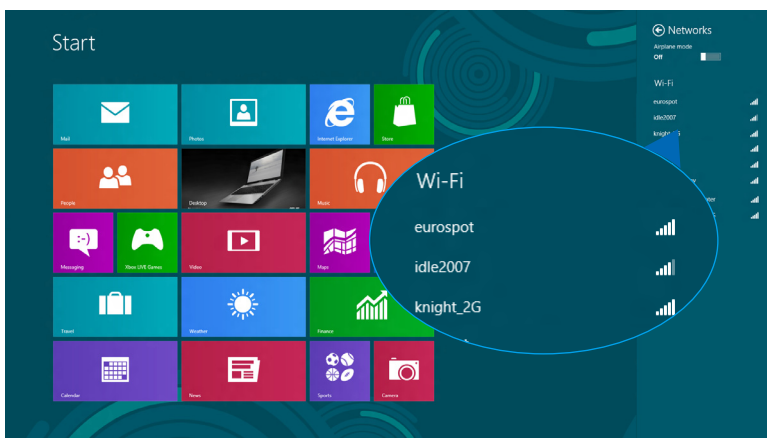 Start
Mail
Photos
Internet Explorer
Store
People
Desktop
Music
Messaging
Xbox LIVE Games
Video
Maps
Travel
Weather
Finance
Calendar
News
Sports
Camera
Networks
Airplane mode
Off
Wi-Fi
eurospot
idle2007
Wi-Fi
eurospot
idle2007
knight_2G